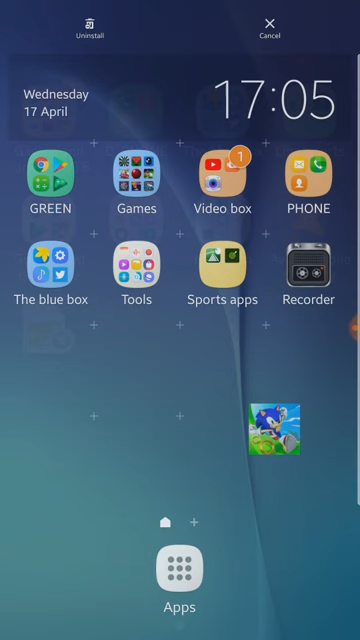 Uninstall
Cancel
Wednesday
17 April
17:05
1
GREEN
Games
Video box
PHONE
The blue box
Tools
Sports apps
Recorder
Apps